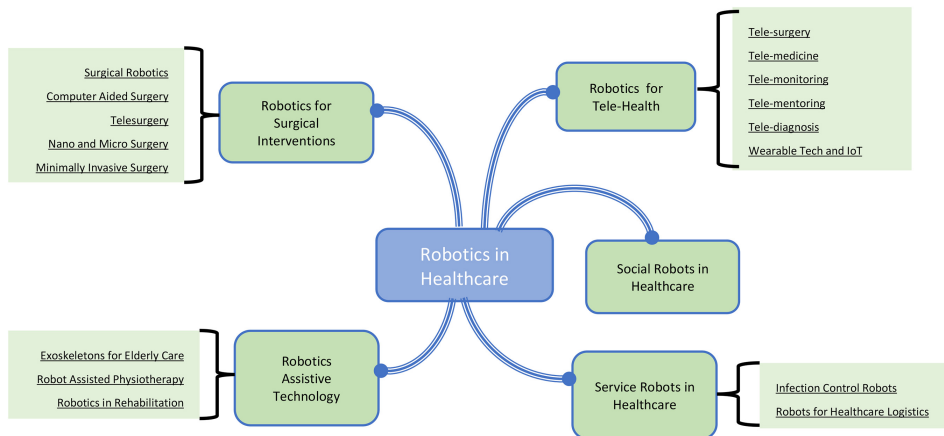 Surgical Robotics
Computer Aided Surgery
Telesurgery
Nano and Micro Surgery
Minimally Invasive Surgery
Robotics for
Surgical
Interventions
Robotics for
Tele-Health
Tele-surgery
Tele-medicine
Tele-monitoring
Tele-mentoring
Tele-diagnosis
Wearable Tech and IoT
Robotics in
Healthcare
Social Robots in
Healthcare
Exoskeletons for Elderly Care
Robot Assisted Physiotherapy
Robotics in Rehabilitation
Robotics
Assistive
Technology
Service Robots in
Healthcare
Infection Control Robots
Robots for Healthcare Logistics